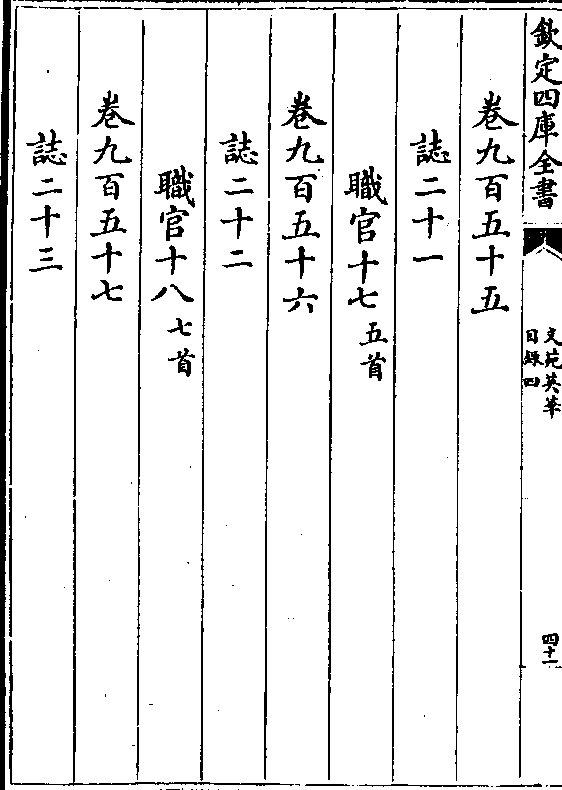 欽定四庫全書
文苑英華
目録四
四十一
卷九百五十五
誌二十一
職官十七五首
卷九百五十六
誌二十二
職官十八七首
卷九百五十七
誌二十三